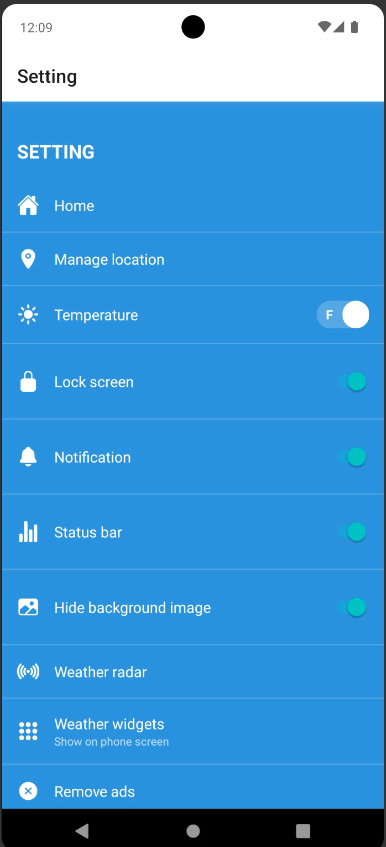 12:09
Setting
SETTING
Home
Manage location
Temperature
F
Lock screen
Notification
Status bar
Hide background image
Weather radar
Weather widgets
Show on phone screen
Remove ads